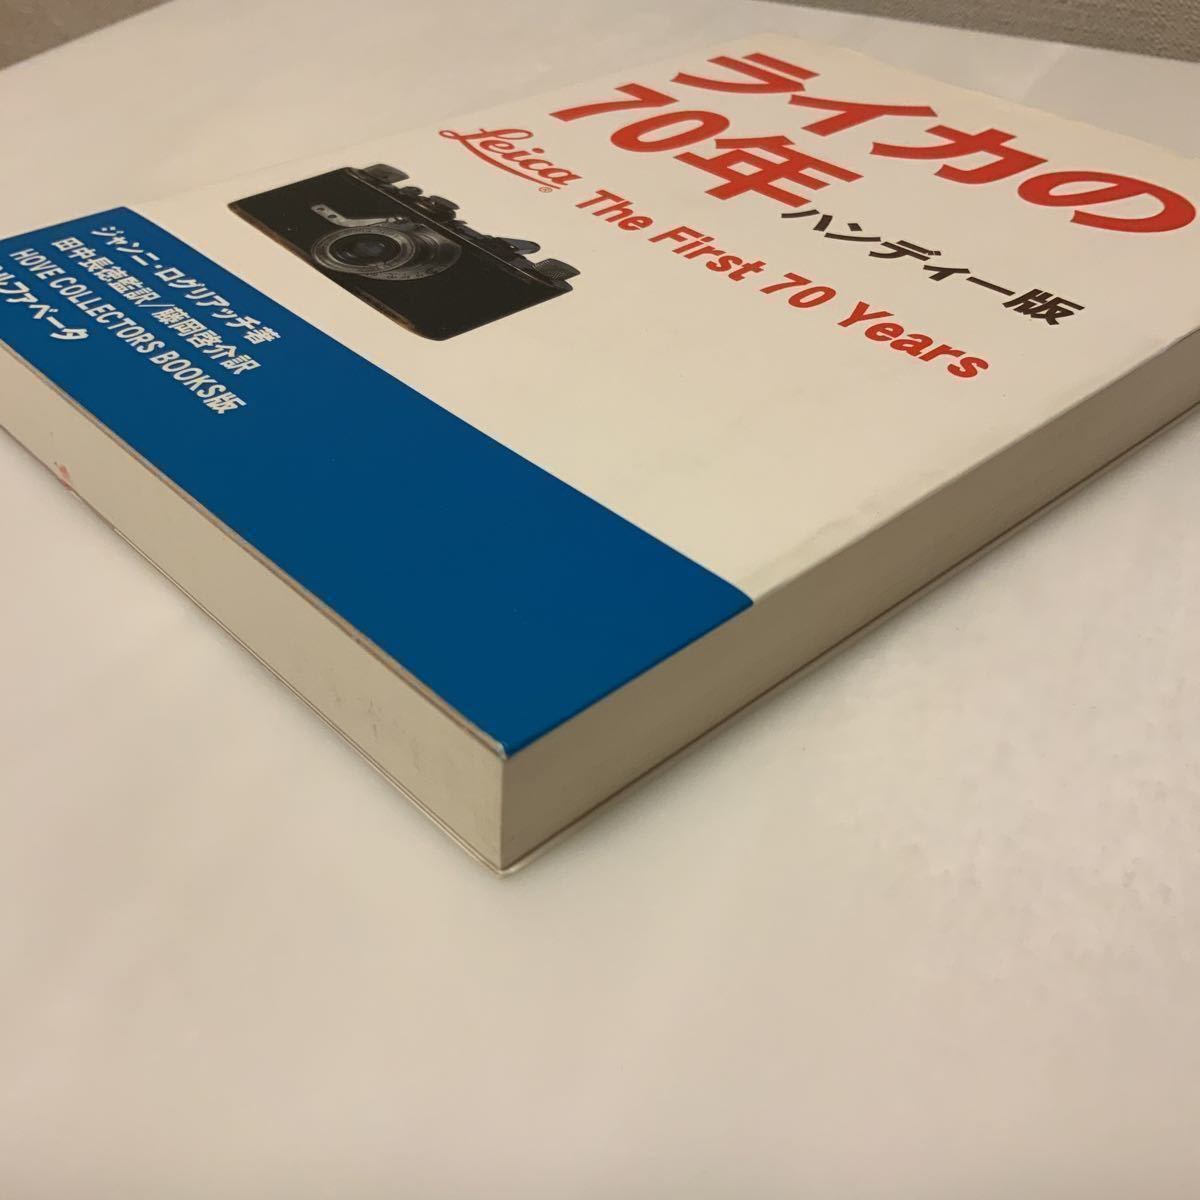 ライカの
70年
ハンディー版
Leica®
The First 70 Years
ジャンニ・ログリアッチ著
田中長徳監訳/藤岡啓介訳
HOVE COLLECTORS BOOKS版
ルファベータ